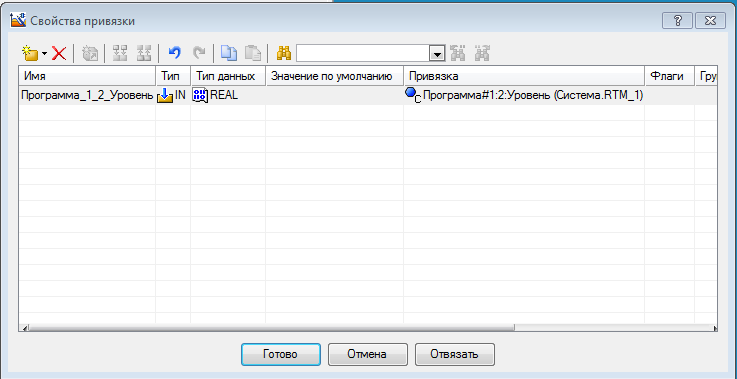 Свойства привязки
Имя Тип Тип данных Значение по умолчанию Привязка Флаги Гру
Программа_1_2_Уровень IN REAL Программа#1:2:Уровень (Система.RTM_1)
Готово Отмена Отвязать